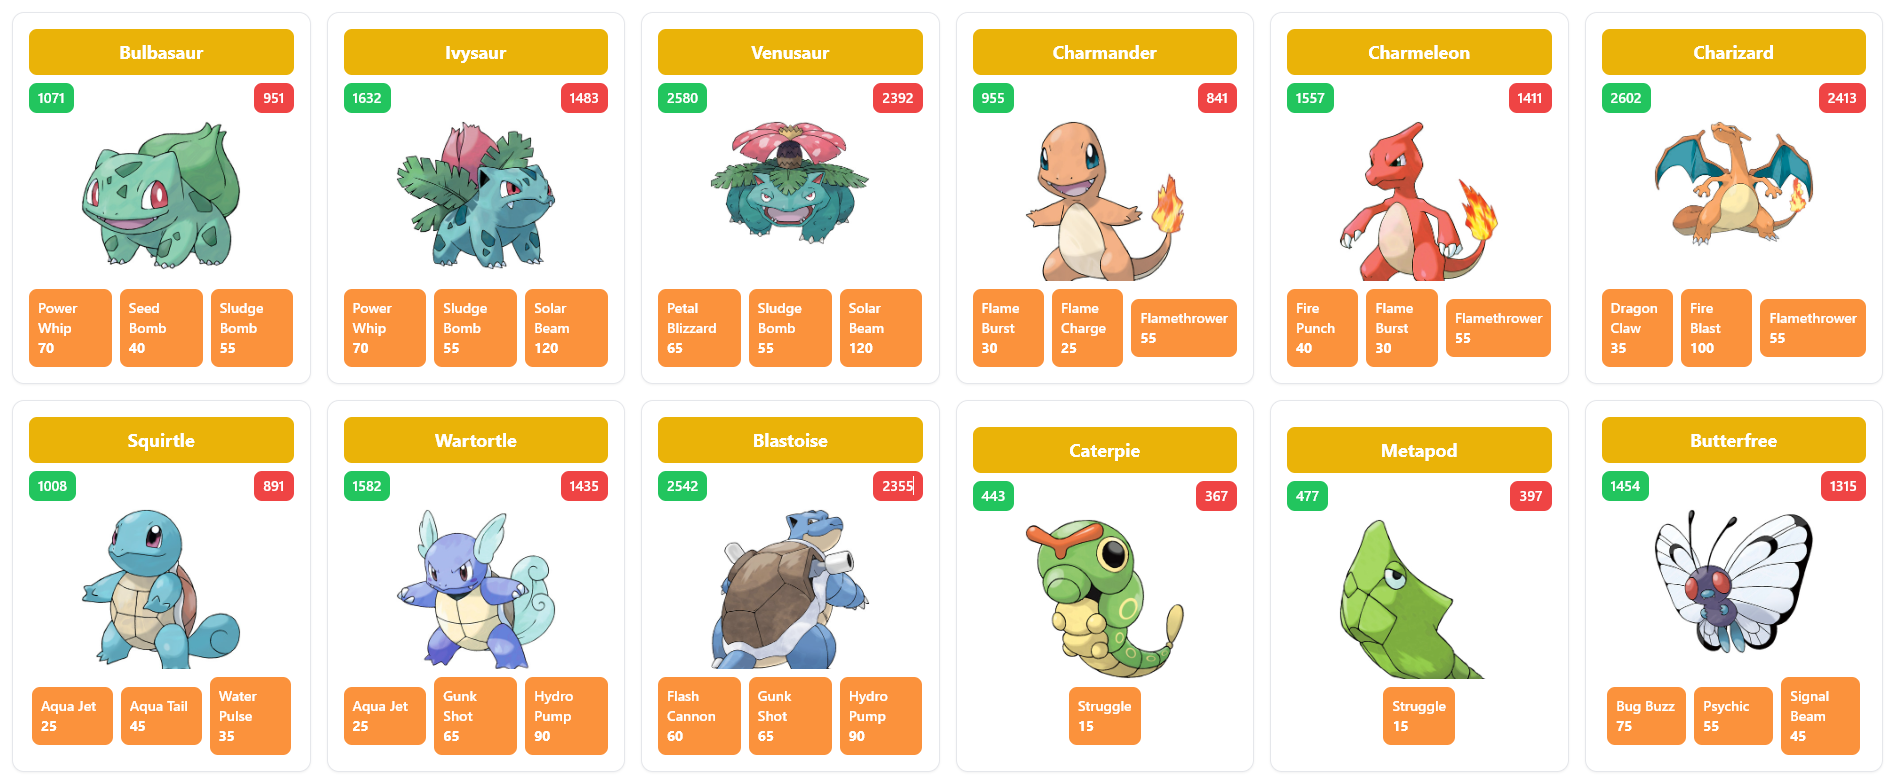 Bulbasaur
1071
951
Power
Whip
70
Seed
Bomb
40
Sludge
Bomb
55
Ivysaur
1632
1483
Power
Whip
70
Sludge
Bomb
55
Solar
Beam
120
Venusaur
2580
2392
Petal
Blizzard
65
Sludge
Bomb
55
Solar
Beam
120
Charmander
955
841
Flame
Burst
30
Flame
Charge
25
Flamethrower
55
Charmeleon
1557
1411
Fire
Punch
40
Flame
Burst
30
Flamethrower
55
Charizard
2602
2413
Dragon
Claw
35
Fire
Blast
100
Flamethrower
55
Squirtle
1008
891
Aqua Jet
25
Aqua Tail
45
Water
Pulse
35
Wartortle
1582
1435
Aqua Jet
25
Gunk
Shot
65
Hydro
Pump
90
Blastoise
2542
2355
Flash
Cannon
60
Gunk
Shot
65
Hydro
Pump
90
Caterpie
443
367
Struggle
15
Metapod
477
397
Struggle
15
Butterfree
1454
1315
Bug Buzz
75
Psychic
55
Signal
Beam
45